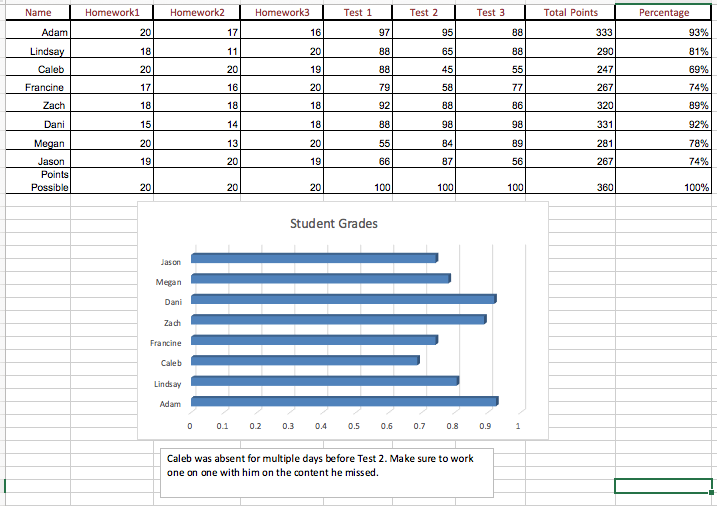 Name Homework1 Homework2 Homework3 Test 1 Test 2 Test 3 Total Points Percentage
Adam 20 17 16 97 95 88 333 93%
Lindsay 18 11 20 88 65 88 290 81%
Caleb 20 20 19 88 45 55 247 69%
Francine 17 16 20 79 58 77 267 74%
Zach 18 18 18 92 88 86 320 89%
Dani 15 14 18 88 98 98 331 92%
Megan 20 13 20 55 84 89 281 78%
Jason 19 20 19 66 87 56 267 74%
Points
Possible 20 20 20 100 100 100 360 100%
Student Grades
Jason
Megan
Dani
Zach
Francine
Caleb
Lindsay
Adam
0 0.1 0.2 0.3 0.4 0.5 0.6 0.7 0.8 0.9 1
Caleb was absent for multiple days before Test 2. Make sure to work
one on one with him on the content he missed.